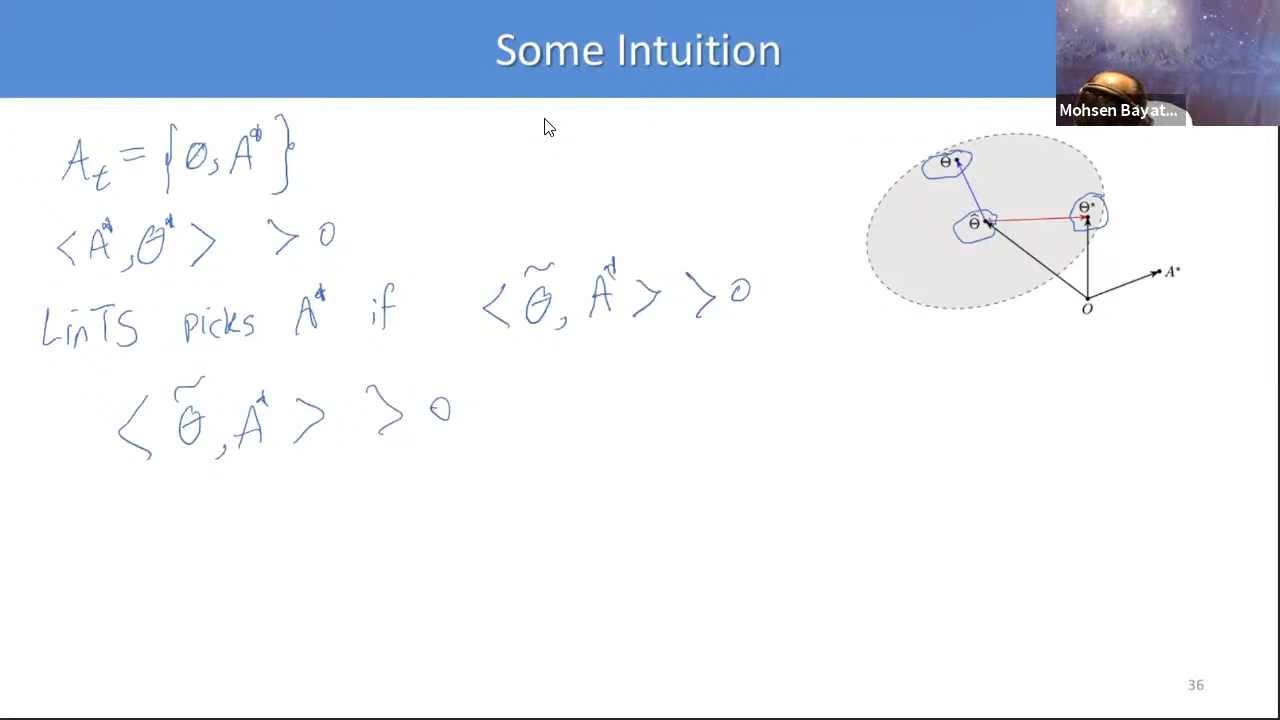 Some Intuition
Mohsen Bayat...
A_t = {0, A*}
<A*, Θ*> > 0
LinTS picks A* if <Θ̃, A*> > 0
<Θ̃, A*> > 0
Θ
Θ*
Θ̂
A*
O
36